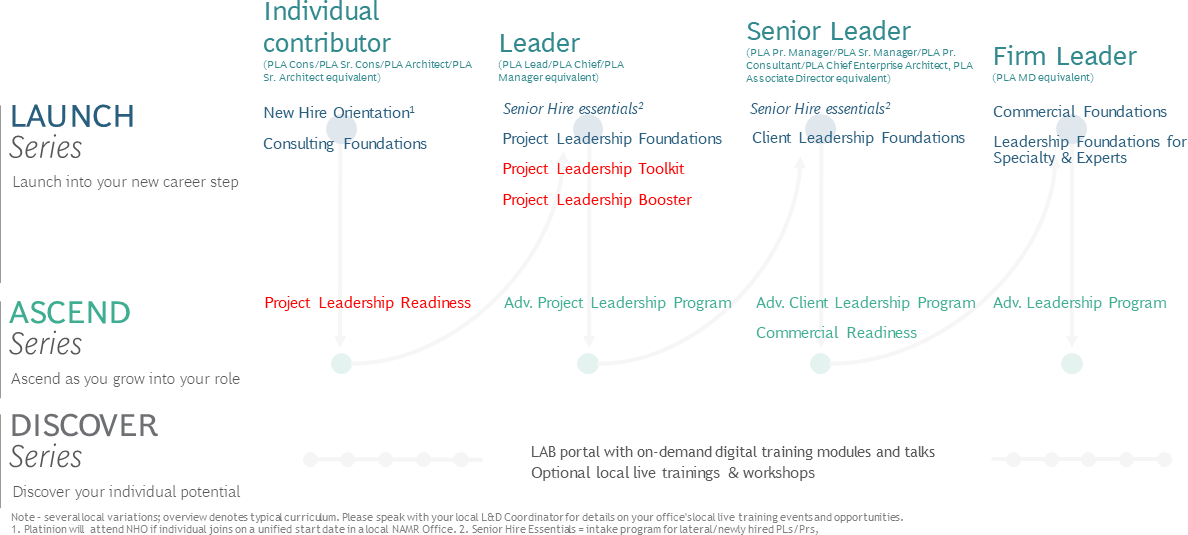 Individual
contributor
(PLA Cons/PLA Sr. Cons/PLA Architect/PLA
Sr. Architect equivalent)
Leader
(PLA Lead/PLA Chief/PLA
Manager equivalent)
Senior Leader
(PLA Pr. Manager/PLA Sr. Manager/PLA Pr.
Consultant/PLA Chief Enterprise Architect, PLA
Associate Director equivalent)
Firm Leader
(PLA MD equivalent)
LAUNCH
Series
Launch into your new career step
New Hire Orientation¹
Consulting Foundations
Senior Hire essentials²
Project Leadership Foundations
Project Leadership Toolkit
Project Leadership Booster
Senior Hire essentials²
Client Leadership Foundations
Commercial Foundations
Leadership Foundations for
Specialty & Experts
ASCEND
Series
Ascend as you grow into your role
Project Leadership Readiness
Adv. Project Leadership Program
Adv. Client Leadership Program
Commercial Readiness
Adv. Leadership Program
DISCOVER
Series
Discover your individual potential
LAB portal with on-demand digital training modules and talks
Optional local live trainings & workshops
Note – several local variations; overview denotes typical curriculum. Please speak with your local L&D Coordinator for details on your office's local live training events and opportunities.
1. Platinion will attend NHO if individual joins on a unified start date in a local NAMR Office. 2. Senior Hire Essentials = intake program for lateral/newly hired PLs/Prs,